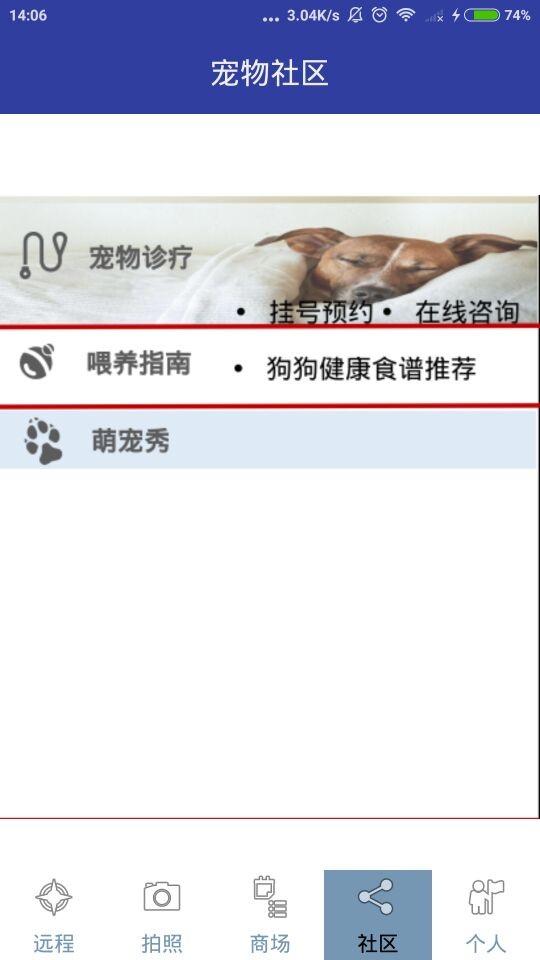 14:06 ... 3.04K/s 74%
宠物社区
宠物诊疗
• 挂号预约 • 在线咨询
喂养指南 • 狗狗健康食谱推荐
萌宠秀
远程 拍照 商场 社区 个人